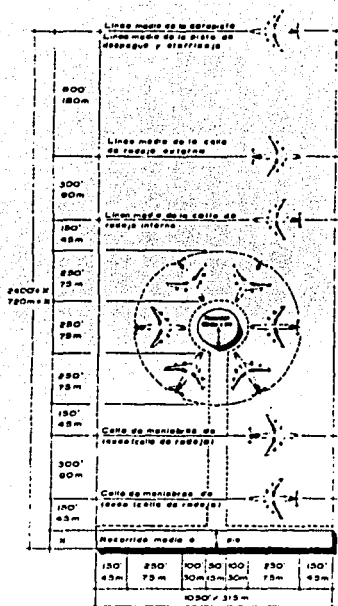 Línea media de la aeropista
Línea media de la pista de
despegue y aterrizaje
600'
180m
Línea media de la calle
de rodaje externa
300'
90m
Línea media de la calle de
rodaje interna
150'
45m
250'
75m
2400'+X
720m+X
250'
75m
250'
75m
150'
45m
Calle de maniobras de
(calle de rodaje)
300'
90m
Calle de maniobras de
(calle de rodaje)
150'
45m
X
Recorrido medio a pie
150' 250' 100' 50' 100' 250' 150'
45m 75m 30m 15m 30m 75m 45m
1050' / 315m